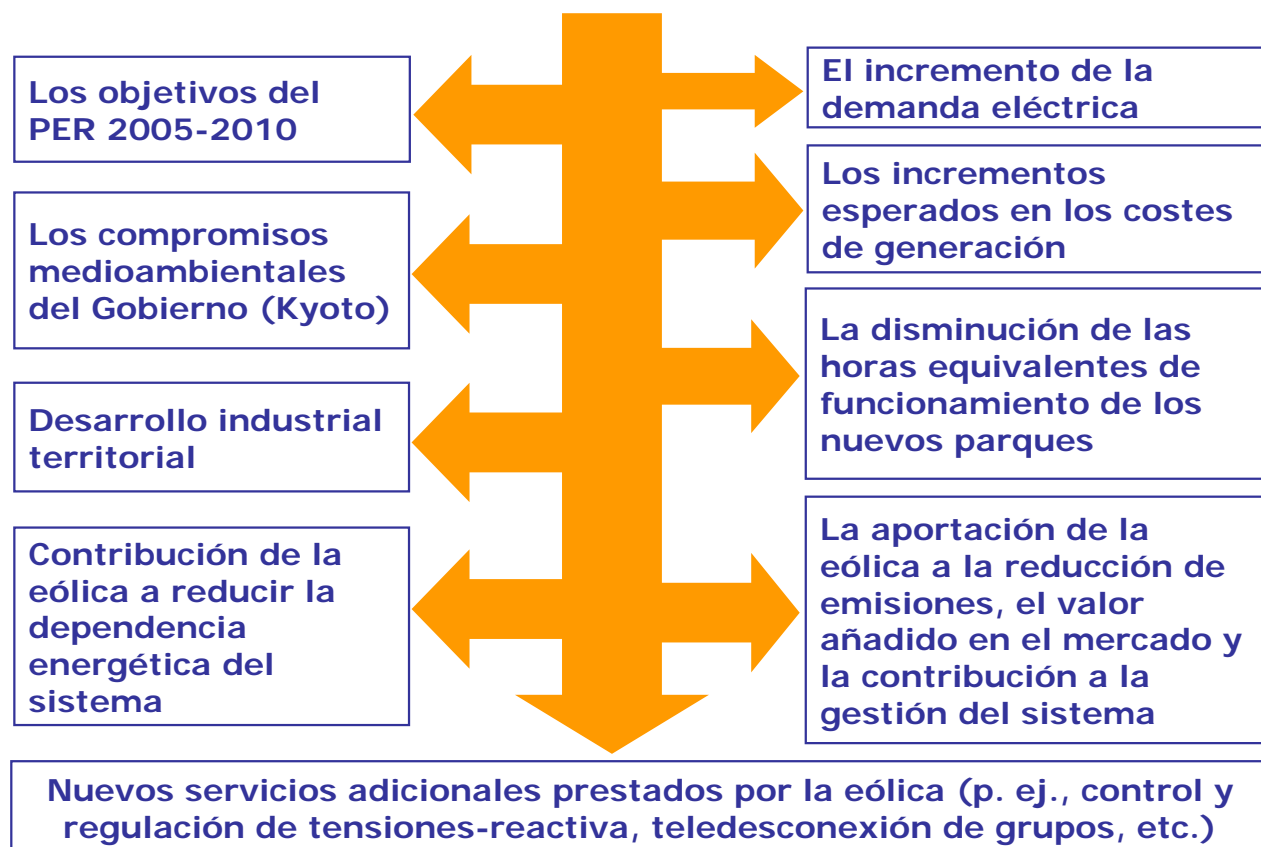 Los objetivos del
PER 2005-2010
Los compromisos
medioambientales
del Gobierno (Kyoto)
Desarrollo industrial
territorial
Contribución de la
eólica a reducir la
dependencia
energética del
sistema
El incremento de la
demanda eléctrica
Los incrementos
esperados en los costes
de generación
La disminución de las
horas equivalentes de
funcionamiento de los
nuevos parques
La aportación de la
eólica a la reducción de
emisiones, el valor
añadido en el mercado y
la contribución a la
gestión del sistema
Nuevos servicios adicionales prestados por la eólica (p. ej., control y
regulación de tensiones-reactiva, teledesconexión de grupos, etc.)